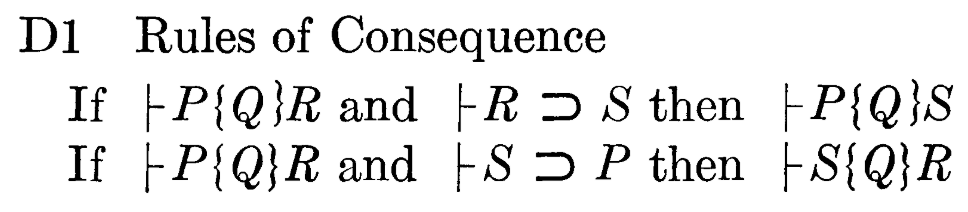 D1 Rules of Consequence
If ⊢P{Q}R and ⊢R ⊃ S then ⊢P{Q}S
If ⊢P{Q}R and ⊢S ⊃ P then ⊢S{Q}R